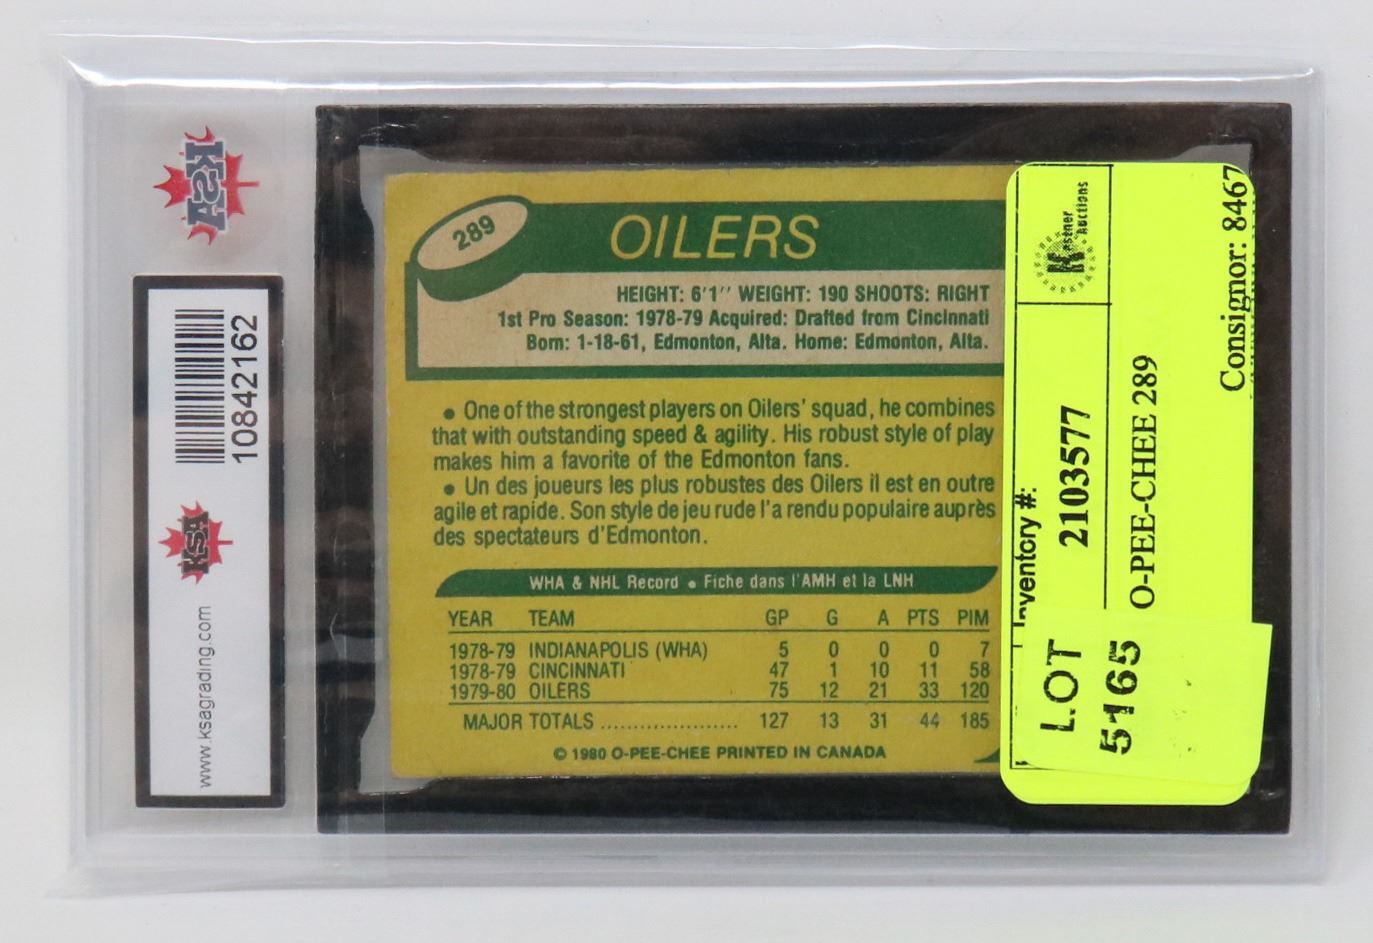 KSA
10842162
KSA
www.ksagrading.com
289
OILERS
HEIGHT: 6'1" WEIGHT: 190 SHOOTS: RIGHT
1st Pro Season: 1978-79 Acquired: Drafted from Cincinnati
Born: 1-18-61, Edmonton, Alta. Home: Edmonton, Alta.
• One of the strongest players on Oilers' squad, he combines
that with outstanding speed & agility. His robust style of play
makes him a favorite of the Edmonton fans.
• Un des joueurs les plus robustes des Oilers il est en outre
agile et rapide. Son style de jeu rude l'a rendu populaire auprès
des spectateurs d'Edmonton.
WHA & NHL Record • Fiche dans l'AMH et la LNH
YEAR TEAM GP G A PTS PIM
1978-79 INDIANAPOLIS (WHA) 5 0 0 0 7
1978-79 CINCINNATI 47 1 10 11 58
1979-80 OILERS 75 12 21 33 120
MAJOR TOTALS ..................... 127 13 31 44 185
© 1980 O-PEE-CHEE PRINTED IN CANADA
Kastner
Auctions
Inventory #:
2103577
O-PEE-CHEE 289
Consignor: 8467
LOT
5165